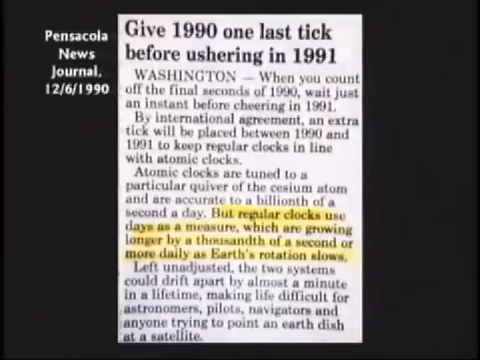 Pensacola
News
Journal,
12/6/1990
Give 1990 one last tick
before ushering in 1991
WASHINGTON — When you count
off the final seconds of 1990, wait just
an instant before cheering in 1991.
By international agreement, an extra
tick will be placed between 1990 and
1991 to keep regular clocks in line
with atomic clocks.
Atomic clocks are tuned to a
particular quiver of the cesium atom
and are accurate to a billionth of a
second a day. But regular clocks use
days as a measure, which are growing
longer by a thousandth of a second or
more daily as Earth's rotation slows.
Left unadjusted, the two systems
could drift apart by almost a minute
in a lifetime, making life difficult for
astronomers, pilots, navigators and
anyone trying to point an earth dish
at a satellite.